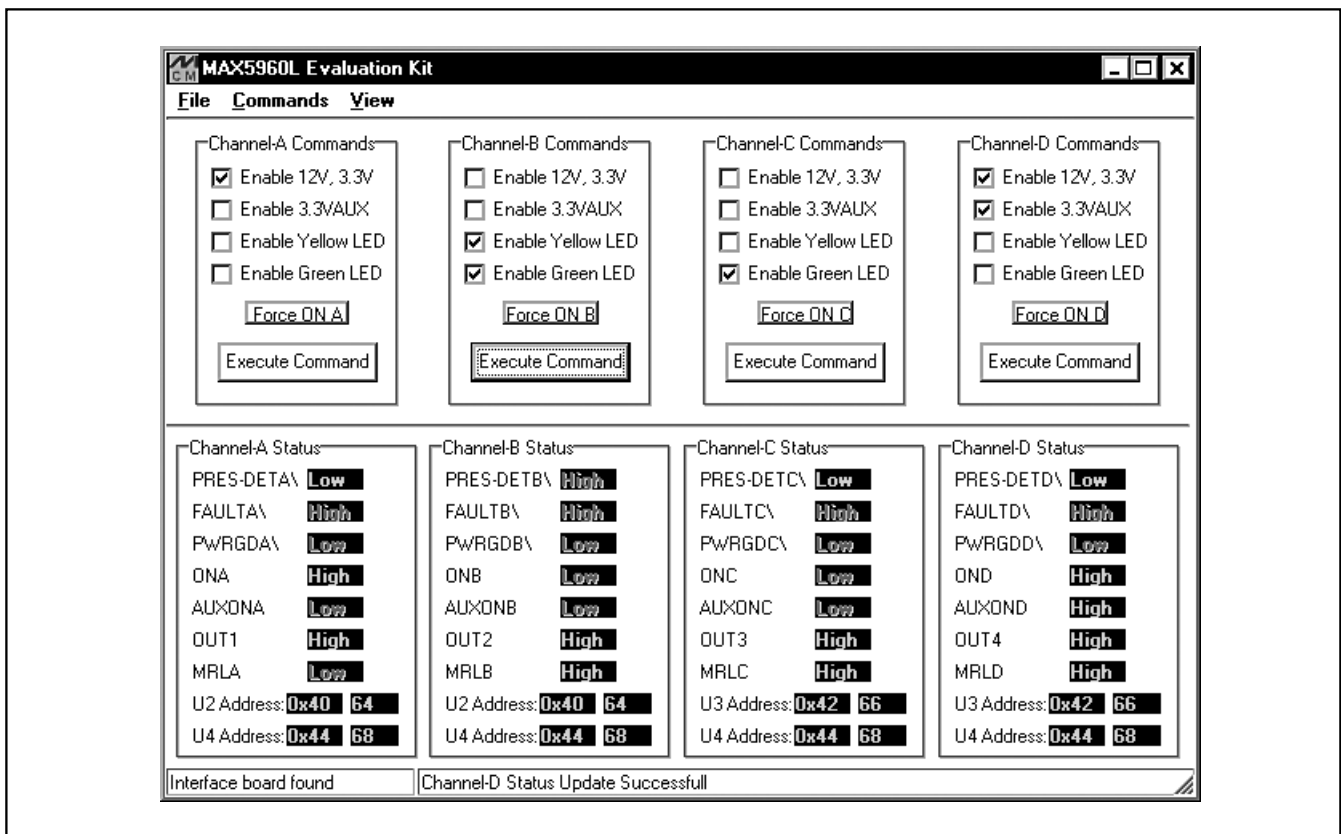 MAX5960L Evaluation Kit
File Commands View
Channel-A Commands
Enable 12V, 3.3V
Enable 3.3VAUX
Enable Yellow LED
Enable Green LED
Force ON A
Execute Command
Channel-B Commands
Enable 12V, 3.3V
Enable 3.3VAUX
Enable Yellow LED
Enable Green LED
Force ON B
Execute Command
Channel-C Commands
Enable 12V, 3.3V
Enable 3.3VAUX
Enable Yellow LED
Enable Green LED
Force ON C
Execute Command
Channel-D Commands
Enable 12V, 3.3V
Enable 3.3VAUX
Enable Yellow LED
Enable Green LED
Force ON D
Execute Command
Channel-A Status
PRES-DETA\ Low
FAULTA\ High
PWRGDA\ Low
ONA High
AUXONA Low
OUT1 High
MRLA Low
U2 Address: 0x40 64
U4 Address: 0x44 68
Channel-B Status
PRES-DETB\ High
FAULTB\ High
PWRGDB\ Low
ONB Low
AUXONB Low
OUT2 High
MRLB High
U2 Address: 0x40 64
U4 Address: 0x44 68
Channel-C Status
PRES-DETC\ Low
FAULTC\ High
PWRGDC\ Low
ONC Low
AUXONC Low
OUT3 High
MRLC High
U3 Address: 0x42 66
U4 Address: 0x44 68
Channel-D Status
PRES-DETD\ Low
FAULTD\ High
PWRGDD\ Low
OND High
AUXOND High
OUT4 High
MRLD High
U3 Address: 0x42 66
U4 Address: 0x44 68
Interface board found
Channel-D Status Update Successfull